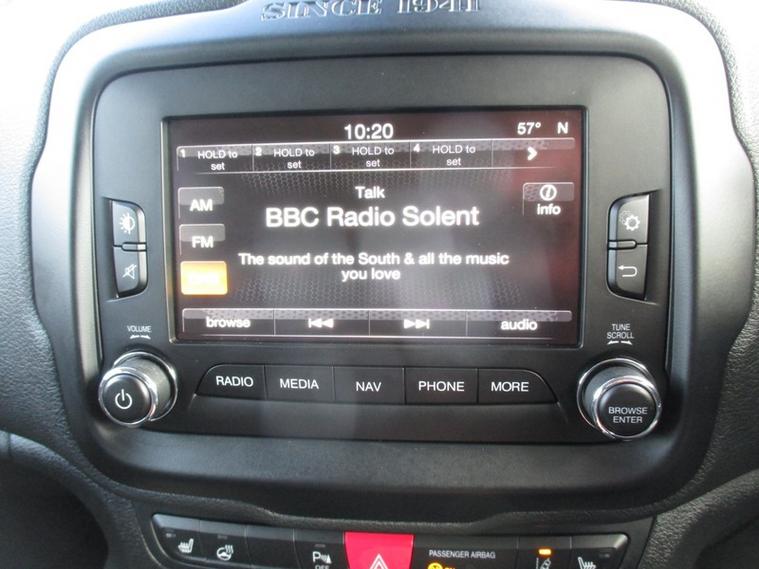 SINCE 1941
10:20
57° N
1 HOLD to set
2 HOLD to set
3 HOLD to set
4 HOLD to set
AM
Talk
info
BBC Radio Solent
FM
The sound of the South & all the music
you love
browse
audio
VOLUME
TUNE
SCROLL
RADIO
MEDIA
NAV
PHONE
MORE
BROWSE
ENTER
OFF
PASSENGER AIRBAG